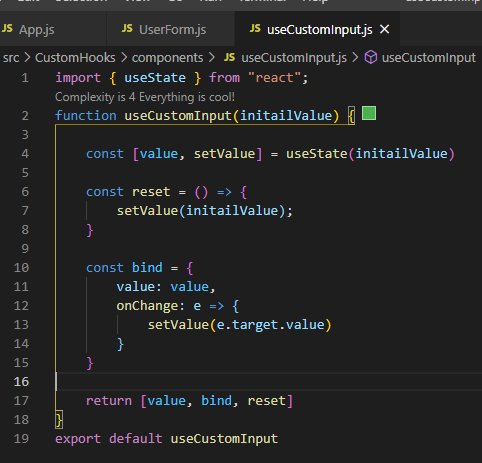 JS App.js JS UserForm.js JS useCustomInput.js
src > CustomHooks > components > JS useCustomInput.js > useCustomInput
1 import { useState } from "react";
Complexity is 4 Everything is cool!
2 function useCustomInput(initailValue) {
3
4 const [value, setValue] = useState(initailValue)
5
6 const reset = () => {
7 setValue(initailValue);
8 }
9
10 const bind = {
11 value: value,
12 onChange: e => {
13 setValue(e.target.value)
14 }
15 }
16
17 return [value, bind, reset]
18 }
19 export default useCustomInput